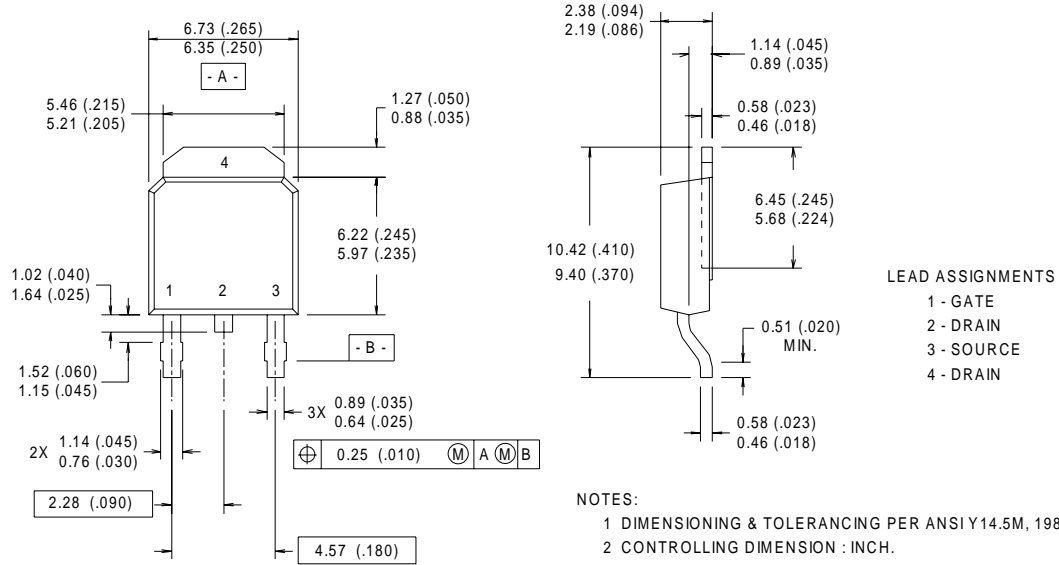 6.73 (.265)
6.35 (.250)
- A -
5.46 (.215)
5.21 (.205)
1.27 (.050)
0.88 (.035)
4
6.22 (.245)
5.97 (.235)
1.02 (.040)
1.64 (.025)
1 2 3
- B -
1.52 (.060)
1.15 (.045)
3X 0.89 (.035)
0.64 (.025)
2X 1.14 (.045)
0.76 (.030)
⌖ 0.25 (.010) Ⓜ A Ⓜ B
2.28 (.090)
4.57 (.180)
2.38 (.094)
2.19 (.086)
1.14 (.045)
0.89 (.035)
0.58 (.023)
0.46 (.018)
6.45 (.245)
5.68 (.224)
10.42 (.410)
9.40 (.370)
0.51 (.020)
MIN.
0.58 (.023)
0.46 (.018)
LEAD ASSIGNMENTS
1 - GATE
2 - DRAIN
3 - SOURCE
4 - DRAIN
NOTES:
1 DIMENSIONING & TOLERANCING PER ANSI Y14.5M, 198
2 CONTROLLING DIMENSION : INCH.